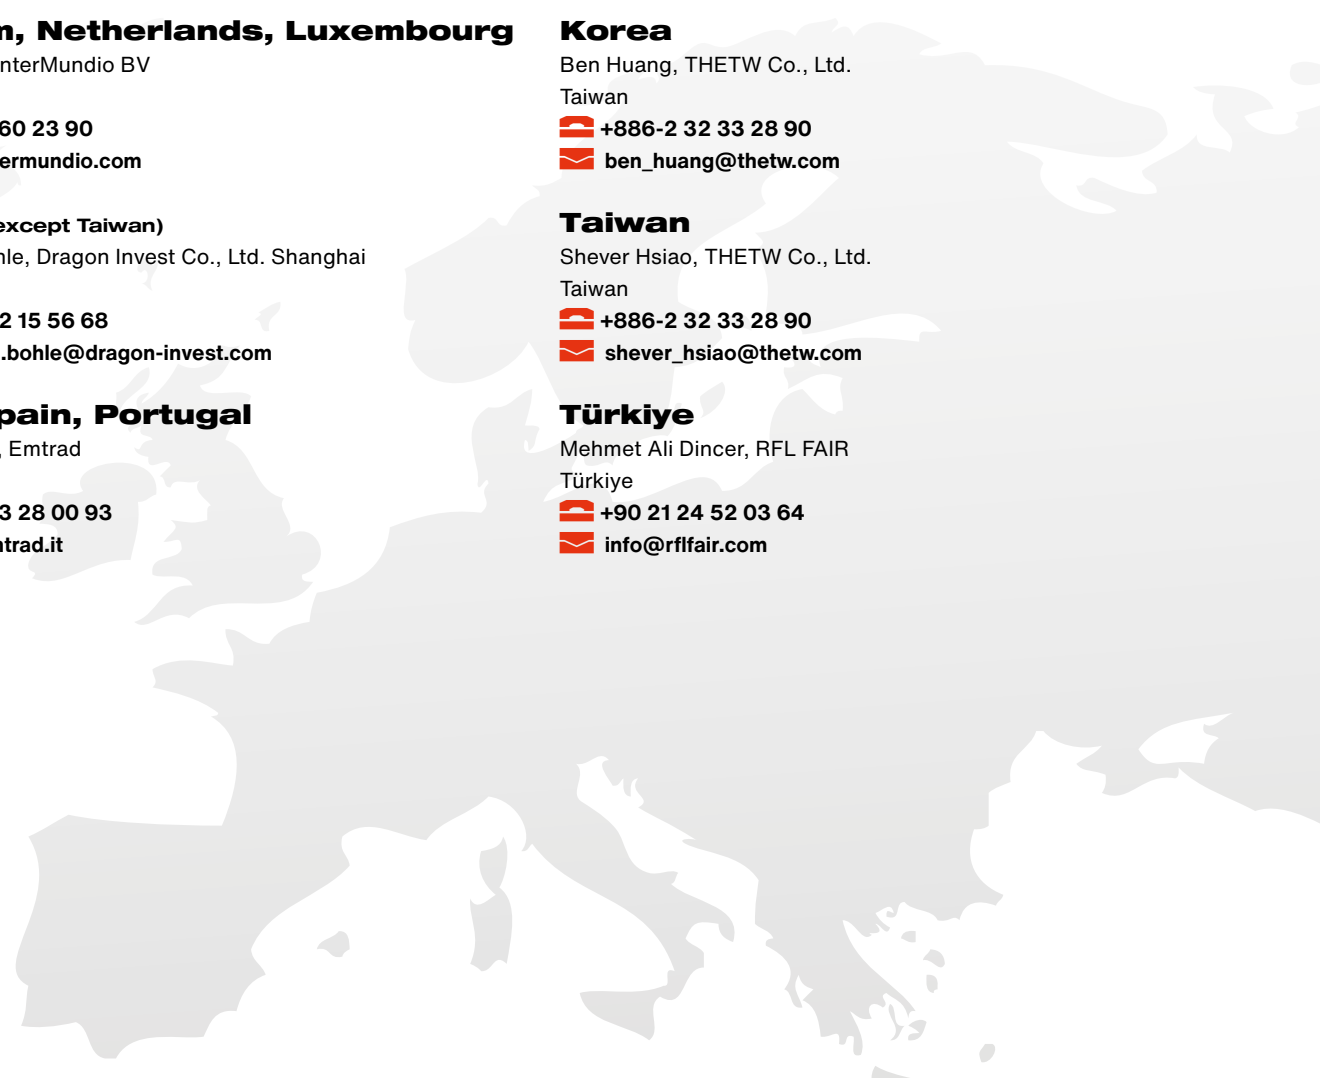 m, Netherlands, Luxembourg
nterMundio BV
60 23 90
ermundio.com
except Taiwan)
hle, Dragon Invest Co., Ltd. Shanghai
2 15 56 68
.bohle@dragon-invest.com
pain, Portugal
, Emtrad
3 28 00 93
ntrad.it
Korea
Ben Huang, THETW Co., Ltd.
Taiwan
+886-2 32 33 28 90
ben_huang@thetw.com
Taiwan
Shever Hsiao, THETW Co., Ltd.
Taiwan
+886-2 32 33 28 90
shever_hsiao@thetw.com
Türkiye
Mehmet Ali Dincer, RFL FAIR
Türkiye
+90 21 24 52 03 64
info@rflfair.com